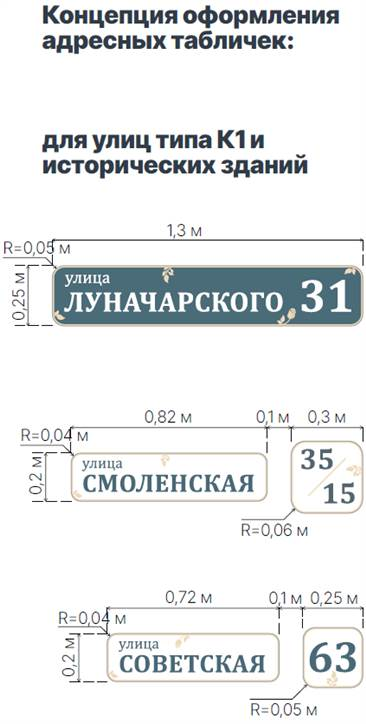 Концепция оформления
адресных табличек:
для улиц типа К1 и
исторических зданий
1,3 м
R=0,05 м
0,25 м
улица
ЛУНАЧАРСКОГО 31
0,82 м 0,1 м 0,3 м
R=0,04 м
0,2 м
улица
СМОЛЕНСКАЯ
35
15
R=0,06 м
0,72 м 0,1 м 0,25 м
R=0,04 м
0,2 м
улица
СОВЕТСКАЯ 63
R=0,05 м